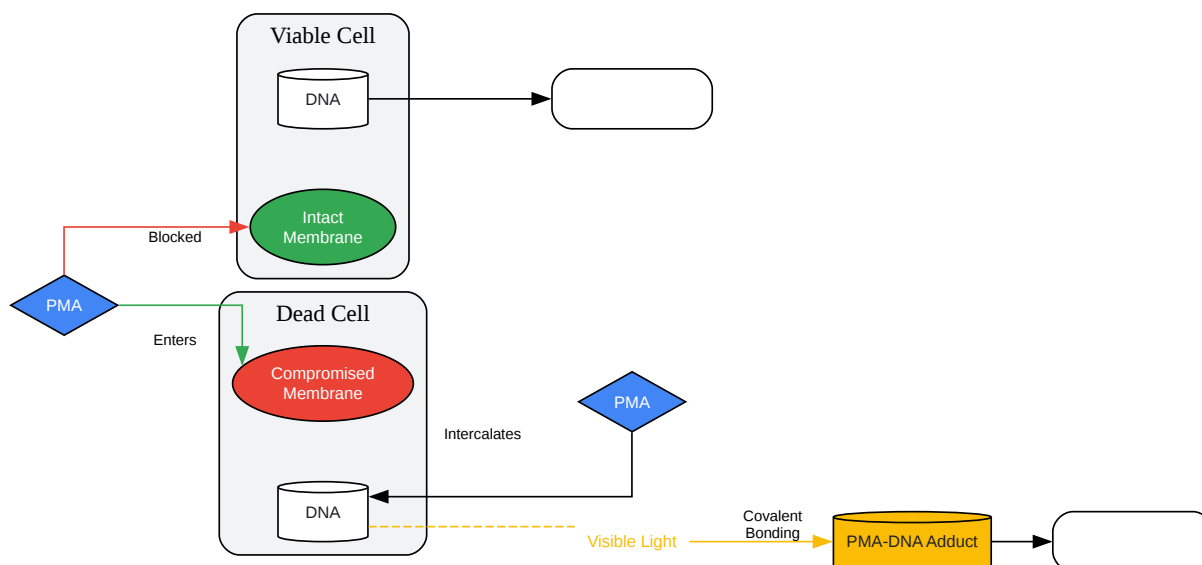 Viable Cell
DNA
Intact
Membrane
Blocked
PMA
Enters
Dead Cell
Compromised
Membrane
PMA
Intercalates
DNA
Visible Light
Covalent
Bonding
PMA-DNA Adduct